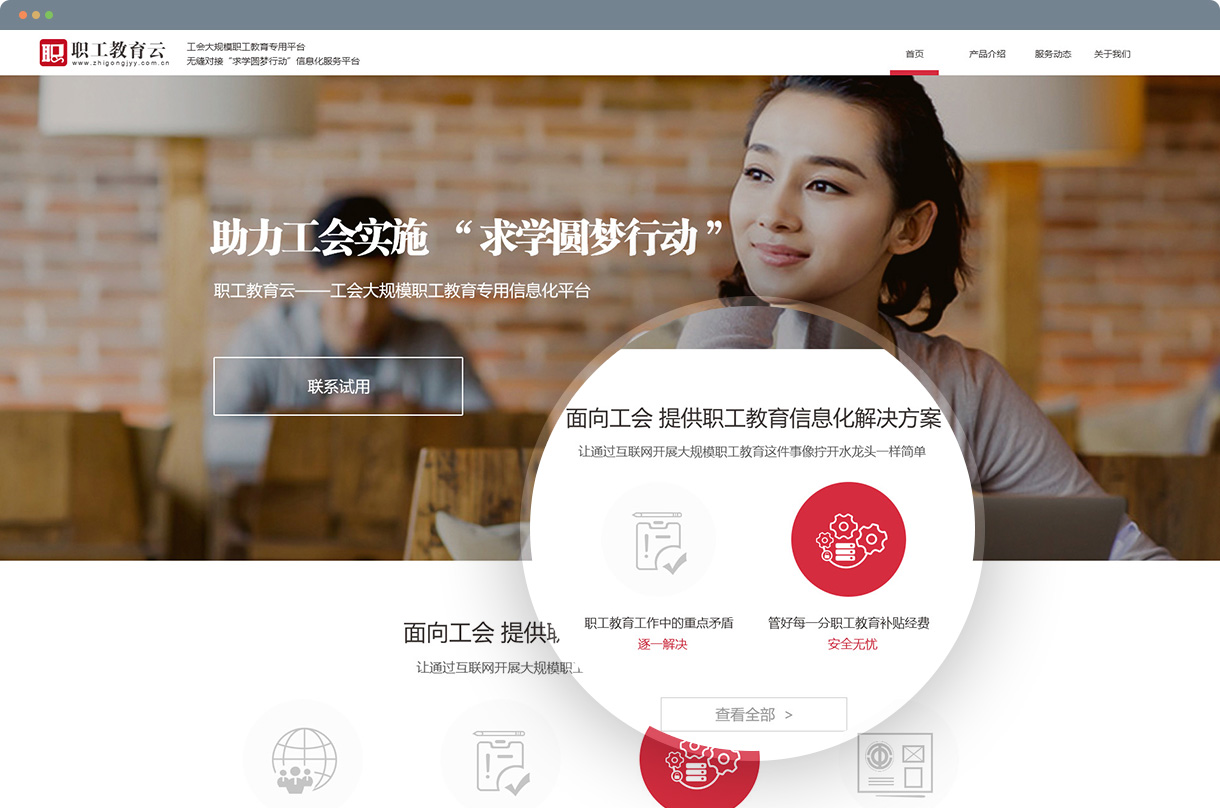 职 职工教育云
www.zhigongjyy.com.cn
工会大规模职工教育专用平台
无缝对接“求学圆梦行动”信息化服务平台
首页 产品介绍 服务动态 关于我们
助力工会实施 “ 求学圆梦行动 ”
职工教育云——工会大规模职工教育专用信息化平台
联系试用
面向工会 提供职工教育信息化解决方案
让通过互联网开展大规模职工教育这件事像拧开水龙头一样简单
职工教育工作中的重点矛盾
逐一解决
管好每一分职工教育补贴经费
安全无忧
查看全部 >
面向工会 提供
让通过互联网开展大规模职